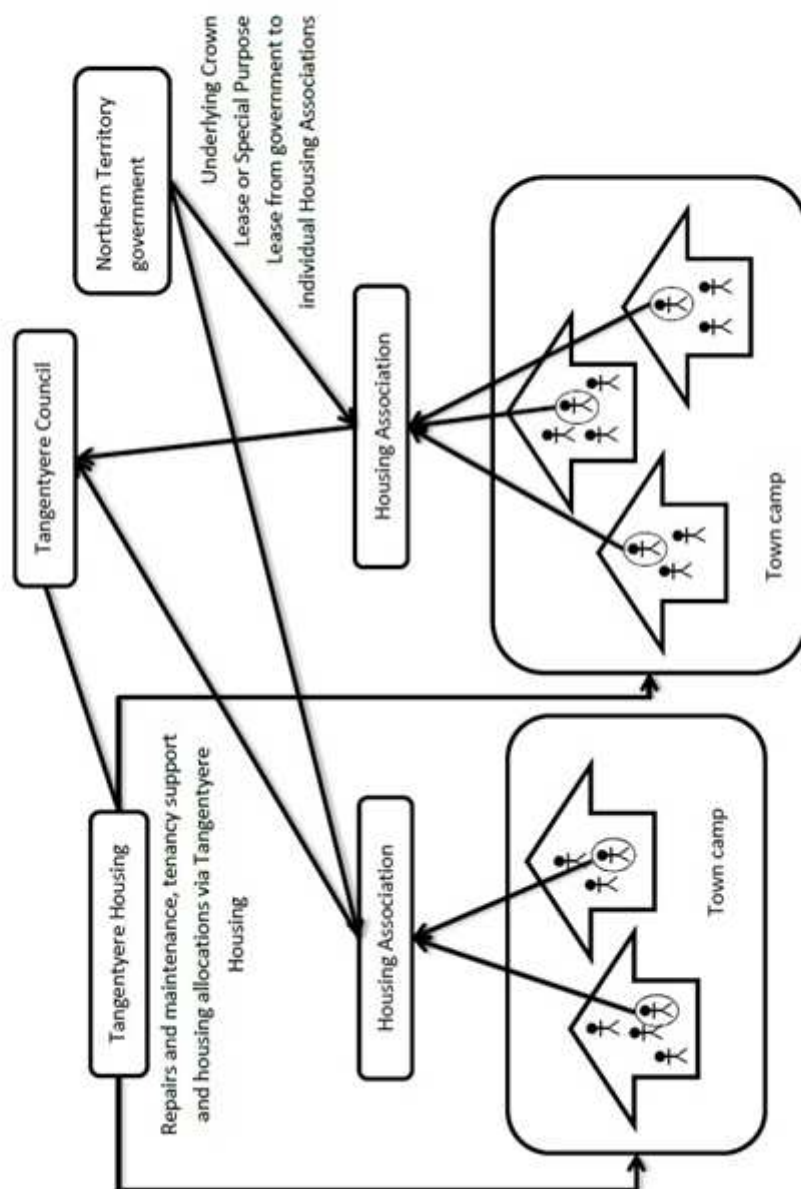 Tangentyere Council
Tangentyere Housing
Northern Territory
government
Repairs and maintenance, tenancy support
and housing allocations via Tangentyere
Housing
Underlying Crown
Lease or Special Purpose
Lease from government to
individual Housing Associations
Housing Association
Housing Association
Town camp
Town camp